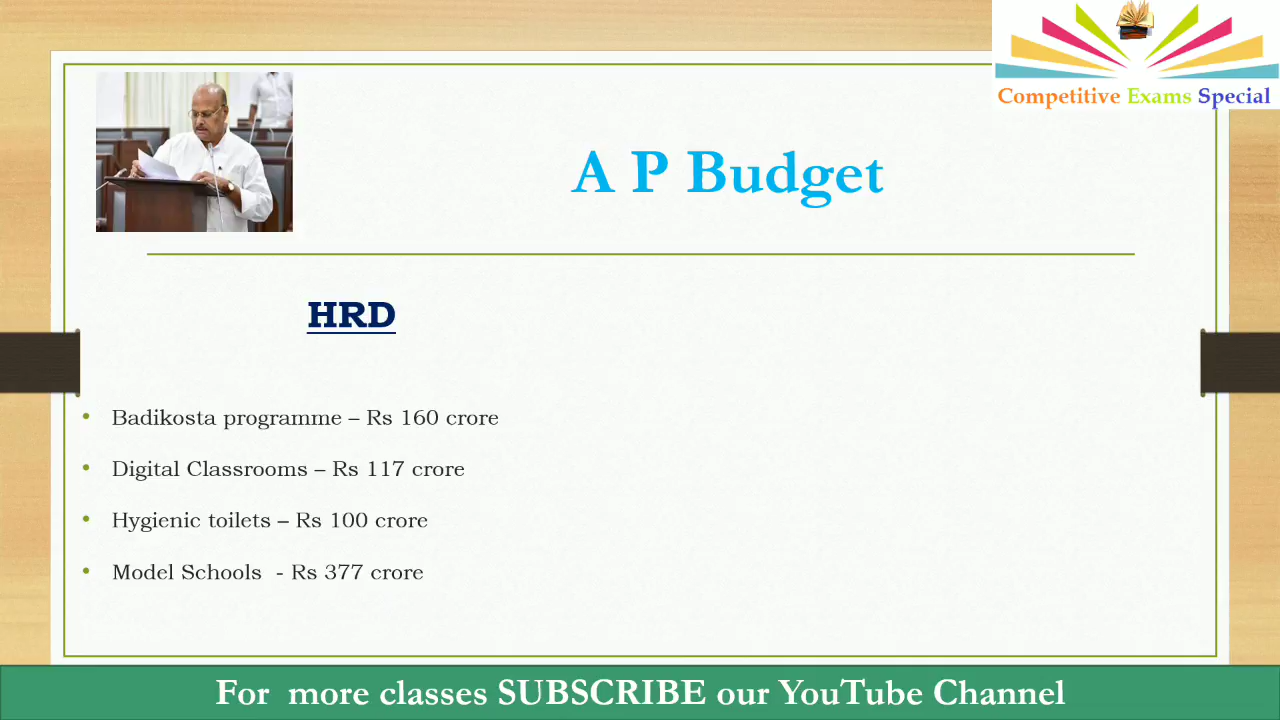 Competitive Exams Special
A P Budget
HRD
• Badikosta programme – Rs 160 crore
• Digital Classrooms – Rs 117 crore
• Hygienic toilets – Rs 100 crore
• Model Schools  - Rs 377 crore
For  more classes SUBSCRIBE our YouTube Channel